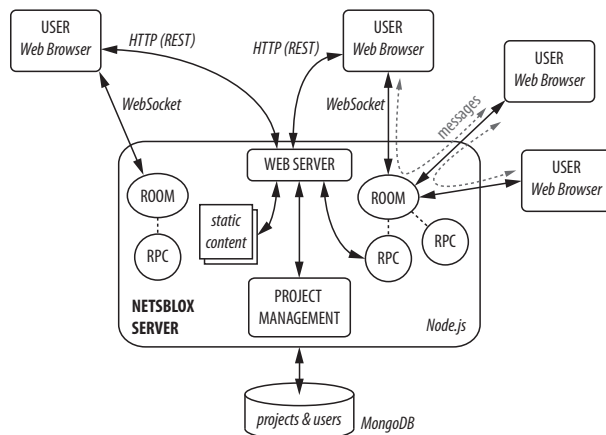 USER
Web Browser
HTTP (REST)
HTTP (REST)
USER
Web Browser
USER
Web Browser
WebSocket
WebSocket
messages
WEB SERVER
USER
Web Browser
ROOM
static
content
ROOM
RPC
RPC
RPC
NETSBLOX
SERVER
PROJECT
MANAGEMENT
Node.js
projects & users
MongoDB